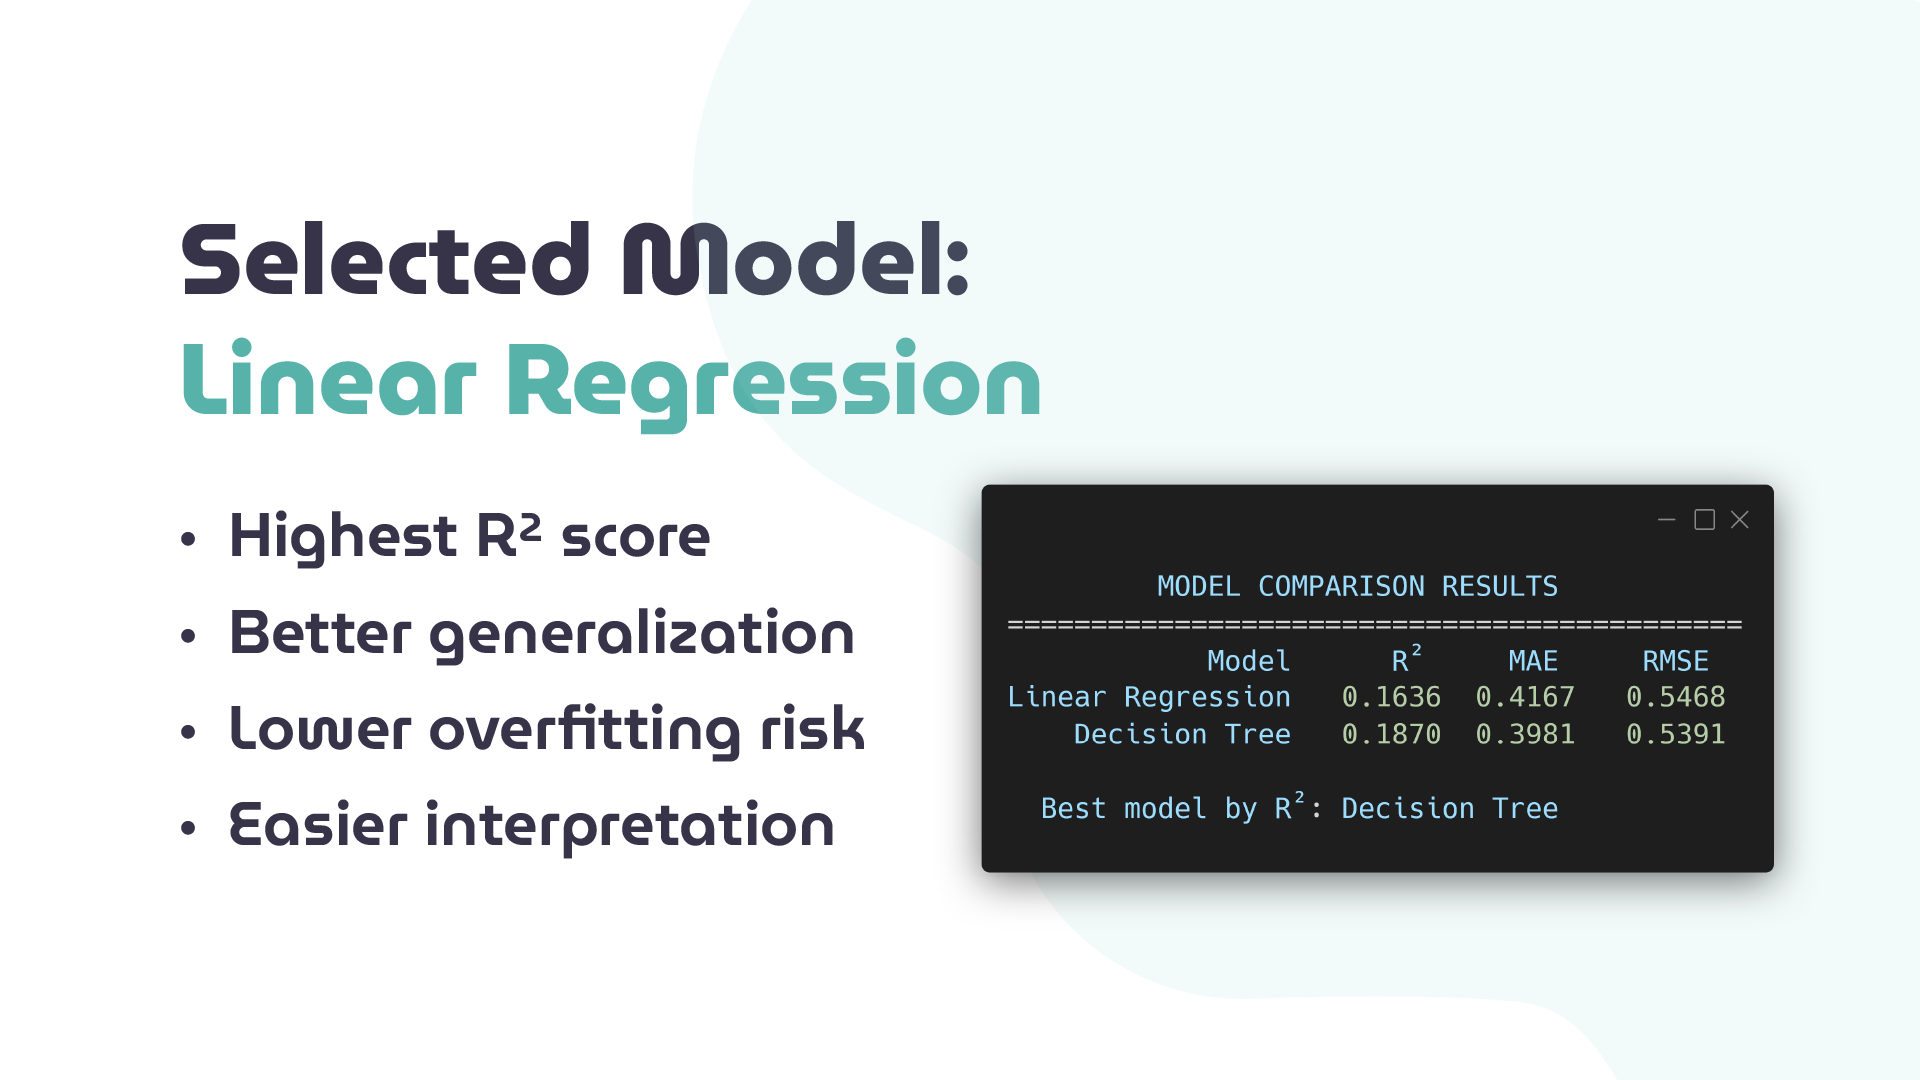 Selected Model:
Linear Regression
• Highest R² score
• Better generalization
• Lower overfitting risk
• Easier interpretation
MODEL COMPARISON RESULTS
============================================
Model R² MAE RMSE
Linear Regression 0.1636 0.4167 0.5468
Decision Tree 0.1870 0.3981 0.5391
Best model by R²: Decision Tree